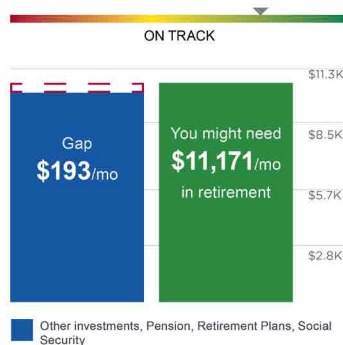 ON TRACK
$11.3K
Gap
$193/mo
You might need
$11,171/mo
in retirement
$8.5K
$5.7K
$2.8K
Other investments, Pension, Retirement Plans, Social
Security